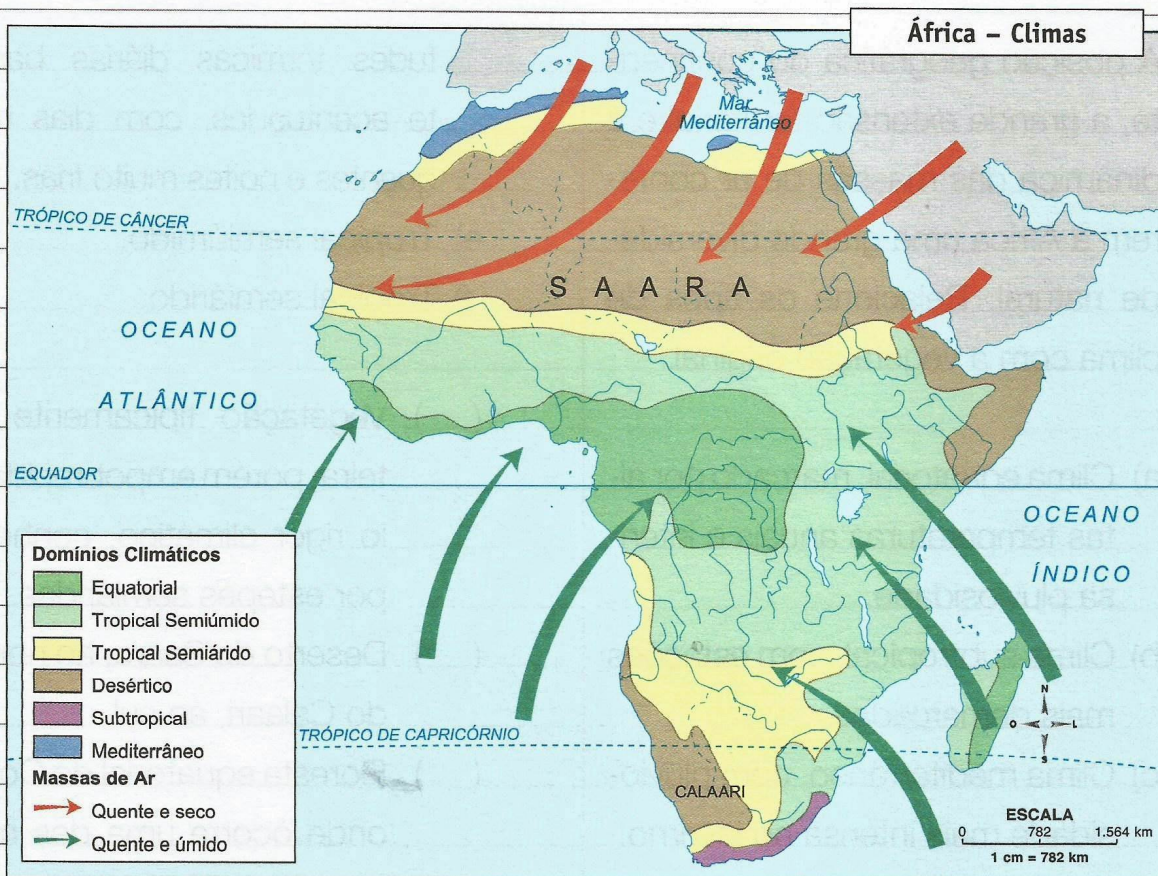 África – Climas
Mar
Mediterrâneo
TRÓPICO DE CÂNCER
S A A R A
OCEANO
ATLÂNTICO
EQUADOR
OCEANO
ÍNDICO
Domínios Climáticos
Equatorial
Tropical Semiúmido
Tropical Semiárido
Desértico
Subtropical
Mediterrâneo
Massas de Ar
Quente e seco
Quente e úmido
TRÓPICO DE CAPRICÓRNIO
CALAARI
N
O L
S
ESCALA
0 782 1.564 km
1 cm = 782 km